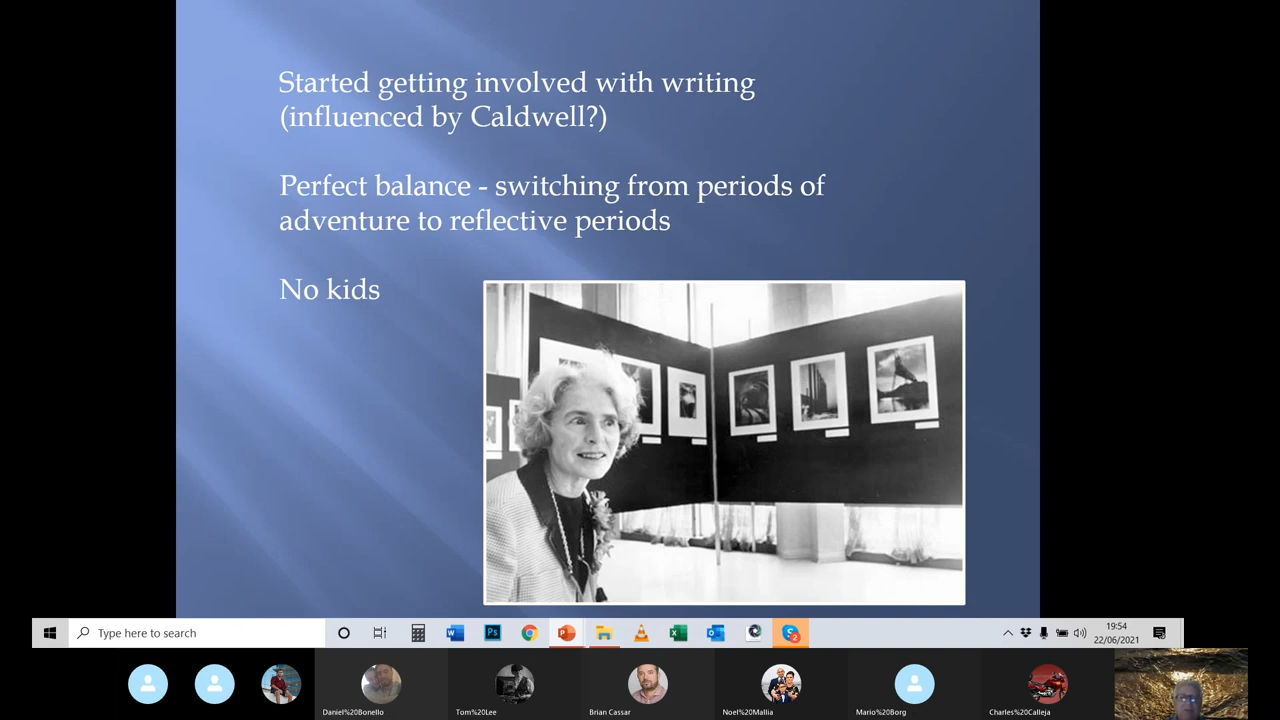 Started getting involved with writing
(influenced by Caldwell?)
Perfect balance - switching from periods of
adventure to reflective periods
No kids
Type here to search
19:54
22/06/2021
2
Daniel%20Bonello
Tom%20Lee
Brian Cassar
Noel%20Mallia
Mario%20Borg
Charles%20Calleja